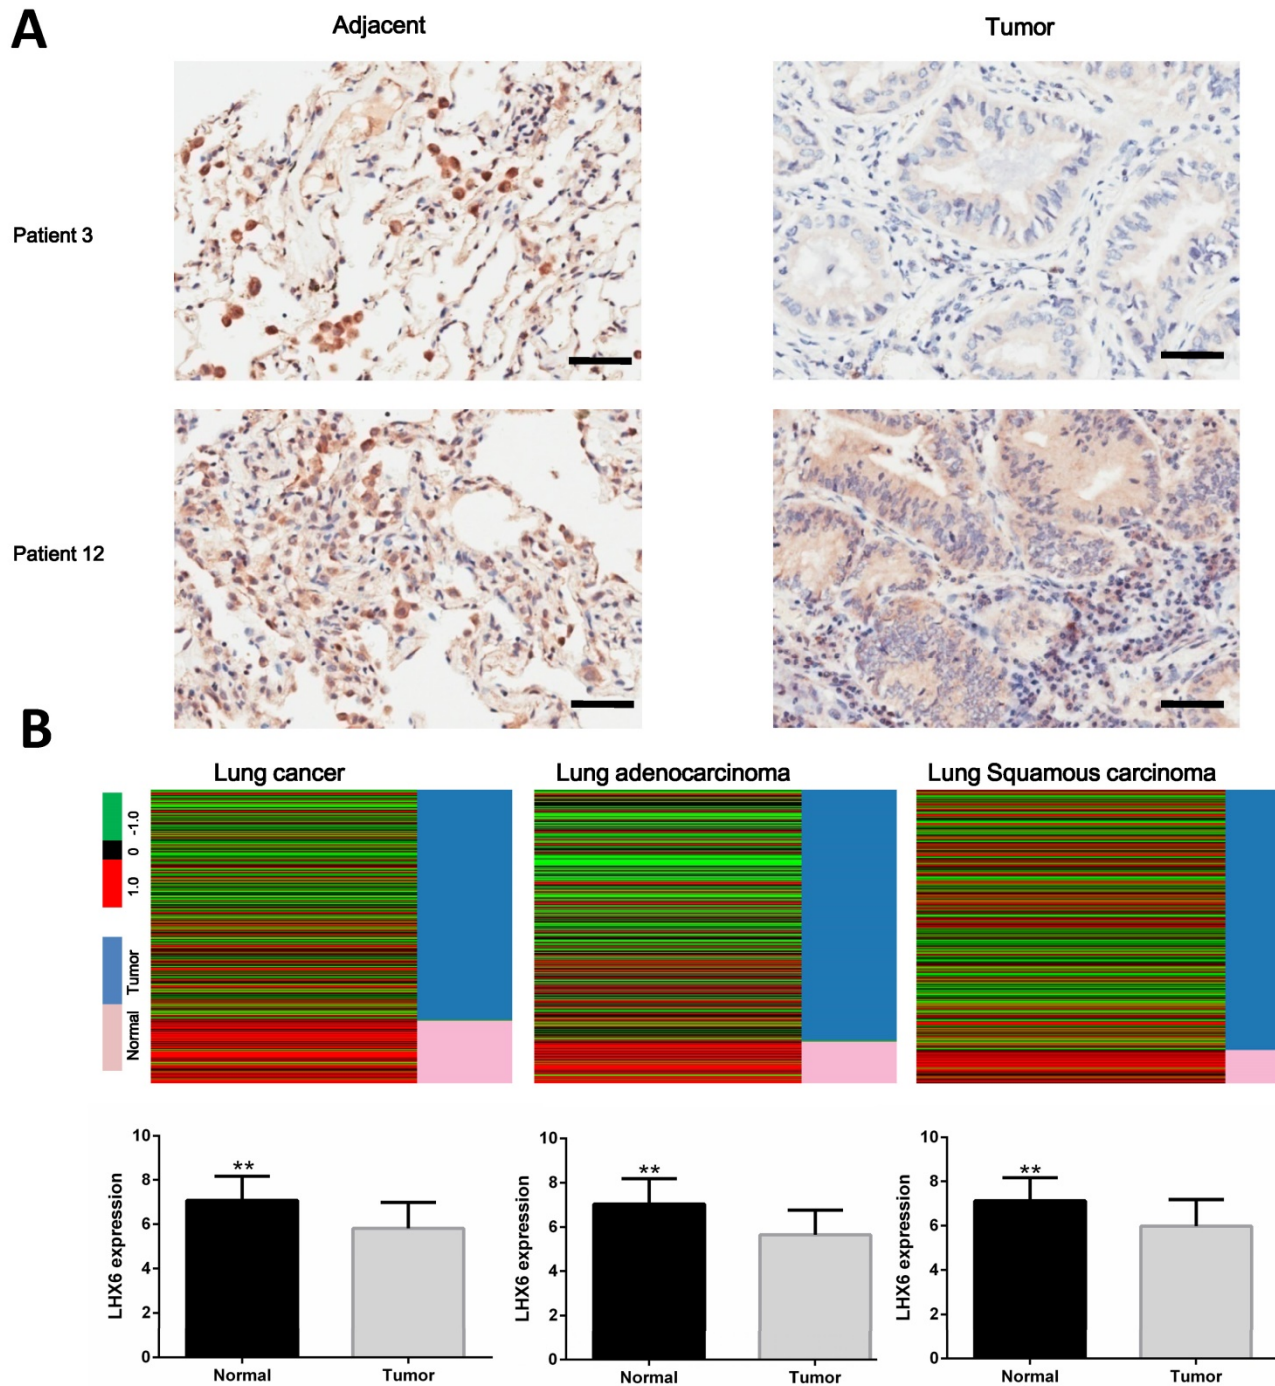 A
Adjacent
Tumor
Patient 3
Patient 12
B
Lung cancer
Lung adenocarcinoma
Lung Squamous carcinoma
-1.0
0
1.0
Tumor
Normal
10
8
6
4
2
0
LHX6 expression
**
Normal
Tumor
10
8
6
4
2
0
LHX6 expression
**
Normal
Tumor
10
8
6
4
2
0
LHX6 expression
**
Normal
Tumor